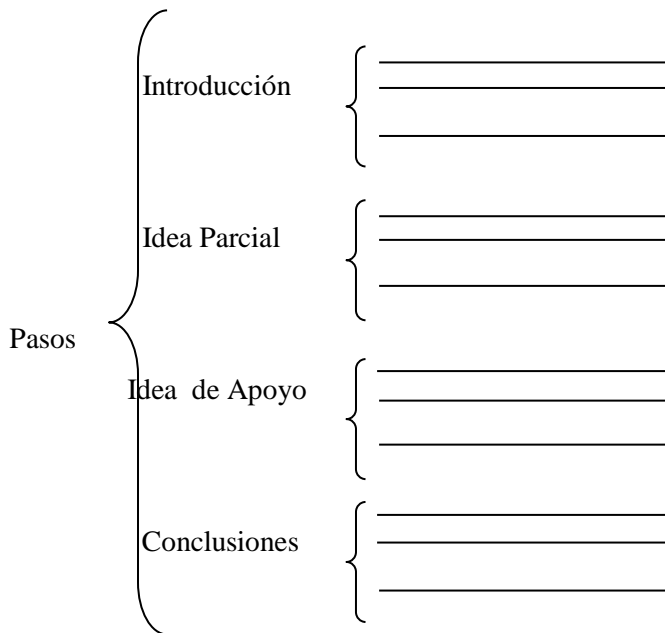 Introducción
Idea Parcial
Pasos
Idea de Apoyo
Conclusiones